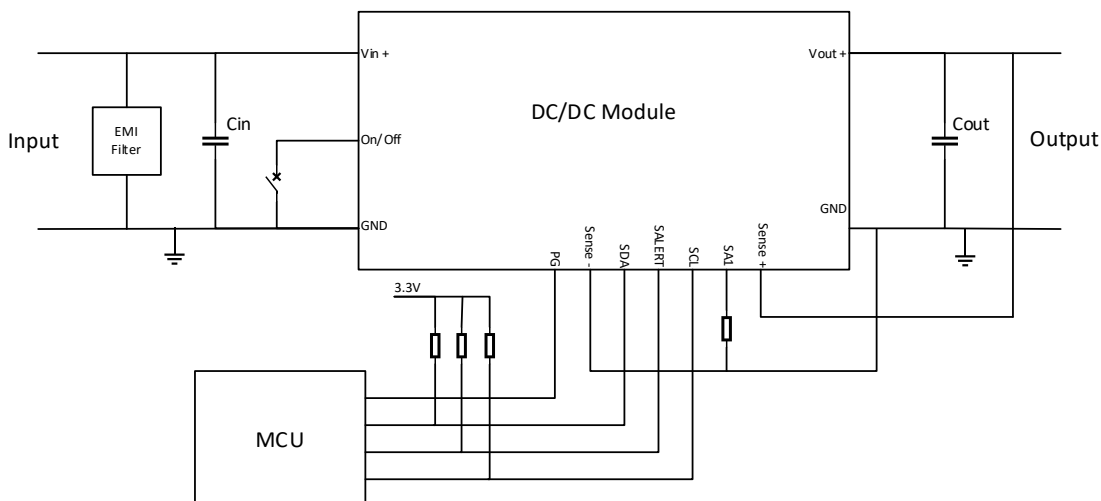 Vin +
Vout +
DC/DC Module
EMI
Filter
Cin
Cout
Input
On/Off
Output
GND
GND
PG
Sense -
SDA
SALERT
SCL
SA1
Sense +
3.3V
MCU